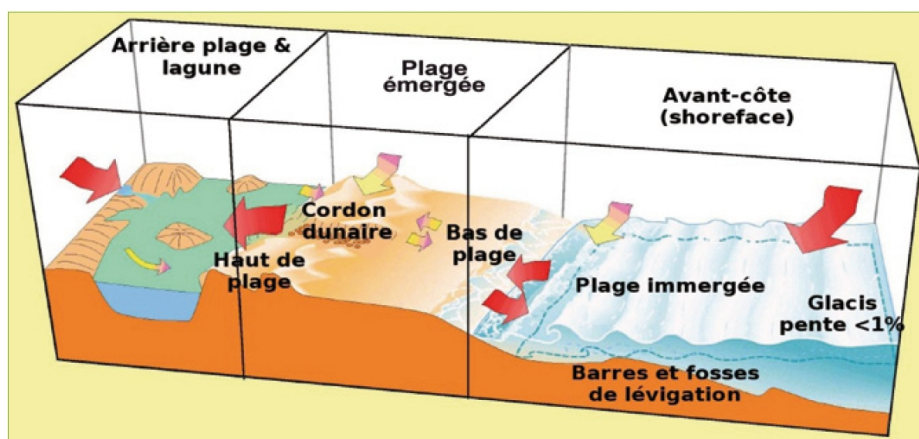 Arrière plage &
lagune
Plage
émergée
Avant-côte
(shoreface)
Cordon
dunaire
Haut de
plage
Bas de
plage
Plage immergée
Glacis
pente <1%
Barres et fosses
de lévigation